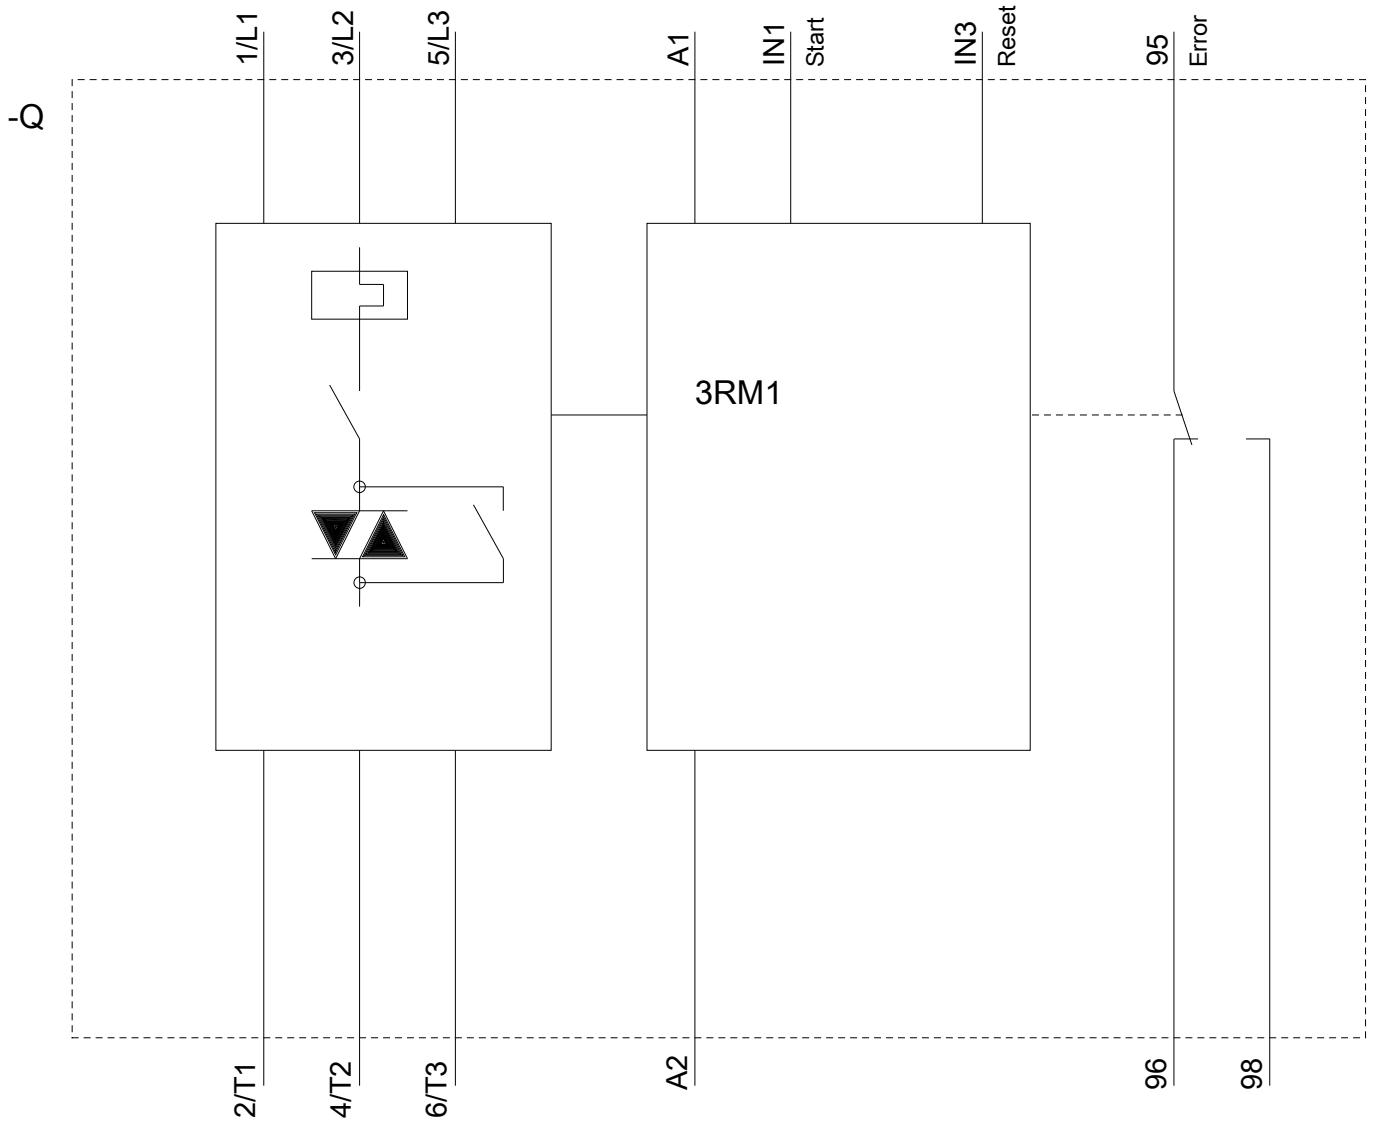 1/L1
3/L2
5/L3
A1
IN1
Start
IN3
Reset
95
Error
-Q
3RM1
2/T1
4/T2
6/T3
A2
96
98